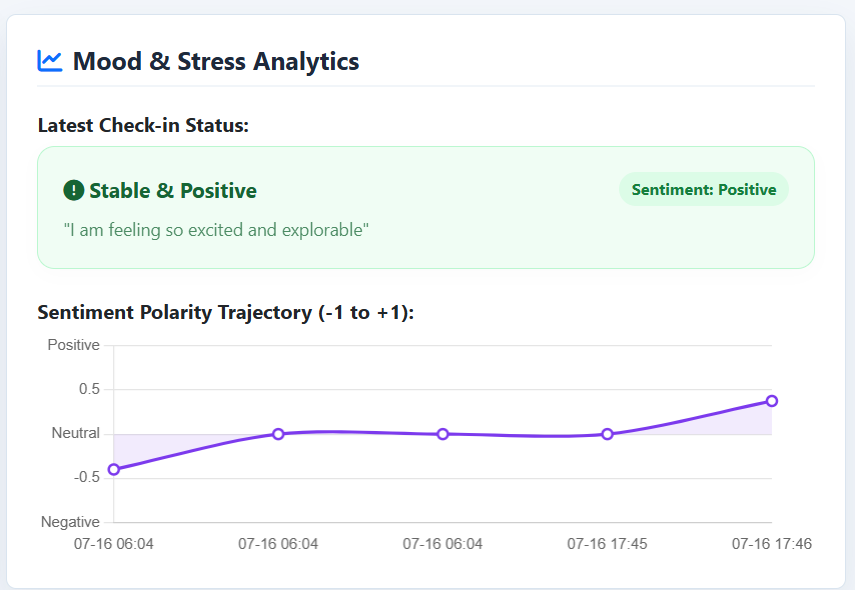 Mood & Stress Analytics
Latest Check-in Status:
! Stable & Positive
Sentiment: Positive
"I am feeling so excited and explorable"
Sentiment Polarity Trajectory (-1 to +1):
Positive
0.5
Neutral
-0.5
Negative
07-16 06:04 07-16 06:04 07-16 06:04 07-16 17:45 07-16 17:46